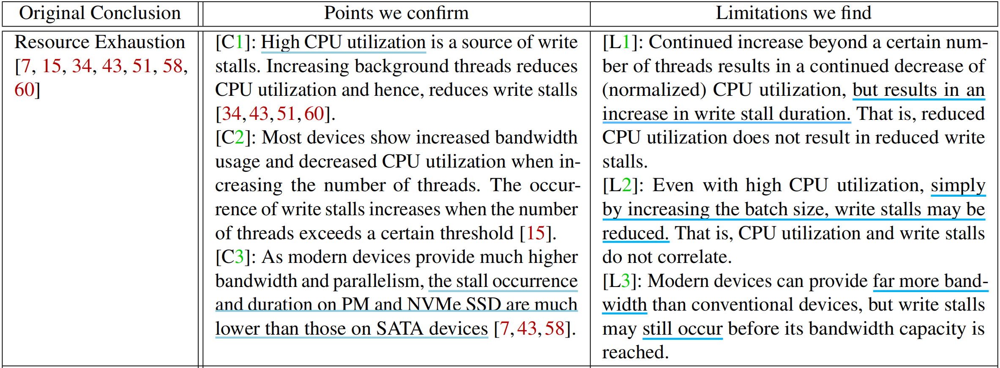 Original Conclusion
Points we confirm
Limitations we find
Resource Exhaustion
[7, 15, 34, 43, 51, 58,
60]
[C1]: High CPU utilization is a source of write
stalls. Increasing background threads reduces
CPU utilization and hence, reduces write stalls
[34, 43, 51, 60].
[C2]: Most devices show increased bandwidth
usage and decreased CPU utilization when in-
creasing the number of threads. The occur-
rence of write stalls increases when the number
of threads exceeds a certain threshold [15].
[C3]: As modern devices provide much higher
bandwidth and parallelism, the stall occurrence
and duration on PM and NVMe SSD are much
lower than those on SATA devices [7, 43, 58].
[L1]: Continued increase beyond a certain num-
ber of threads results in a continued decrease of
(normalized) CPU utilization, but results in an
increase in write stall duration. That is, reduced
CPU utilization does not result in reduced write
stalls.
[L2]: Even with high CPU utilization, simply
by increasing the batch size, write stalls may be
reduced. That is, CPU utilization and write stalls
do not correlate.
[L3]: Modern devices can provide far more band-
width than conventional devices, but write stalls
may still occur before its bandwidth capacity is
reached.